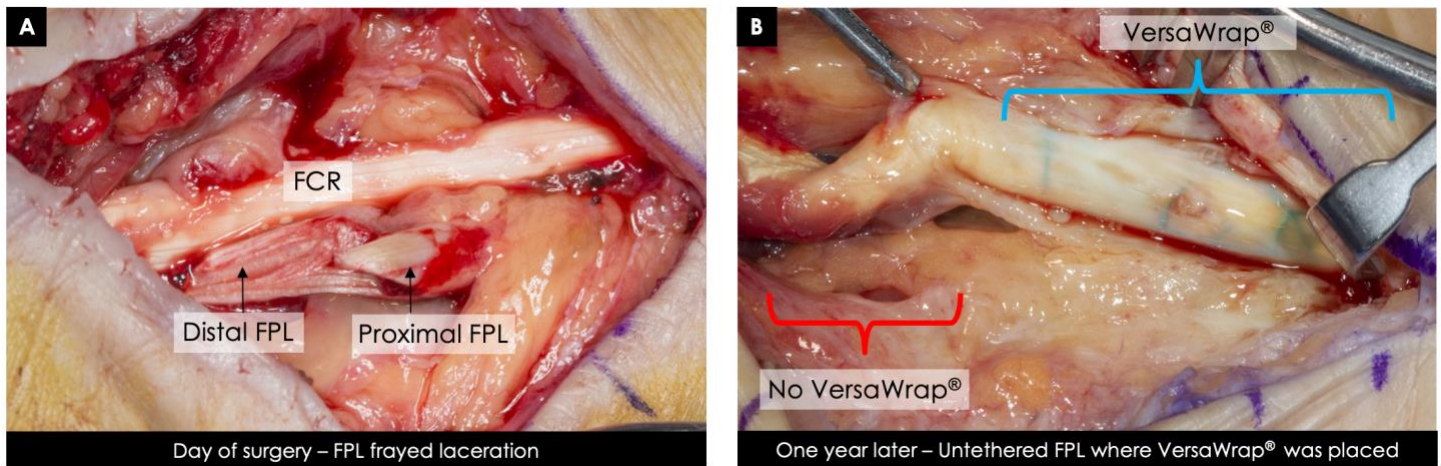 A
FCR
Distal FPL
Proximal FPL
Day of surgery – FPL frayed laceration
B
VersaWrap®
No VersaWrap®
One year later – Untethered FPL where VersaWrap® was placed